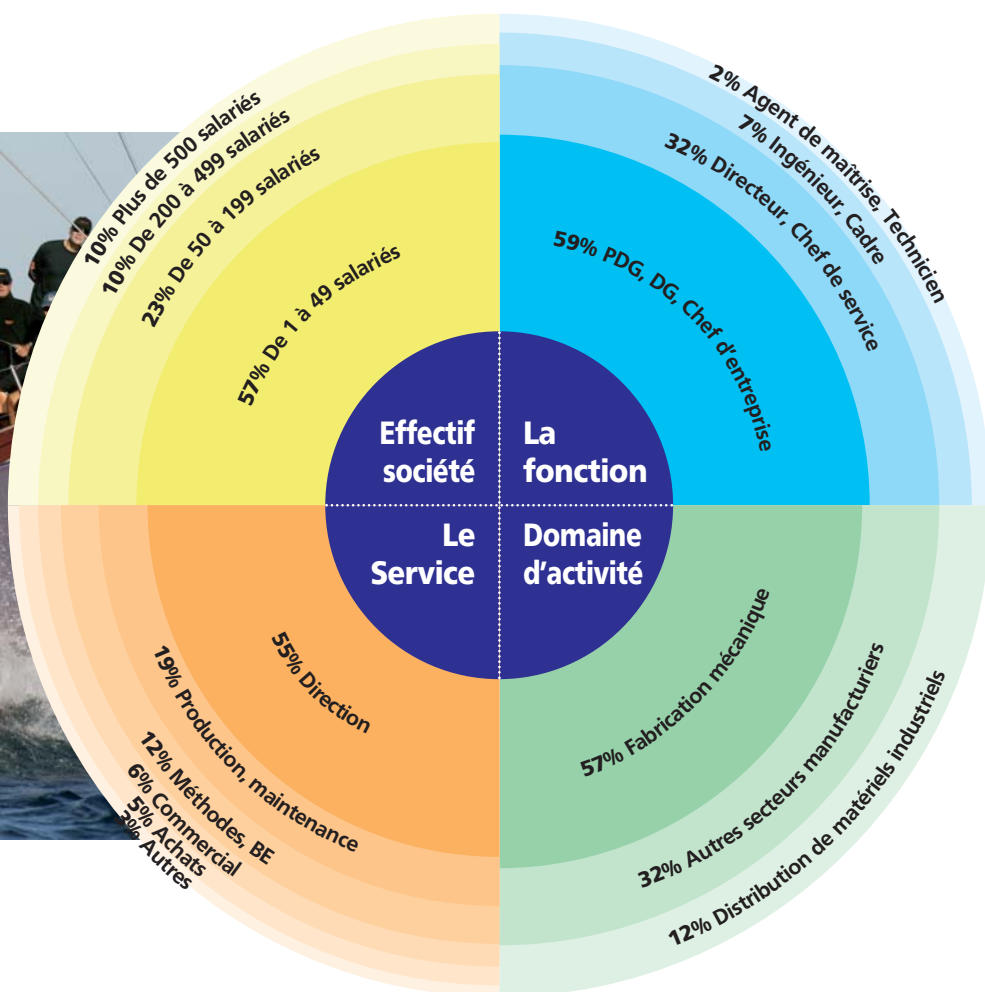 10% Plus de 500 salariés
10% De 200 à 499 salariés
23% De 50 à 199 salariés
57% De 1 à 49 salariés
2% Agent de maîtrise, Technicien
7% Ingénieur, Cadre
32% Directeur, Chef de service
59% PDG, DG, Chef d'entreprise
Effectif
société
La
fonction
Le
Service
Domaine
d'activité
55% Direction
19% Production, maintenance
12% Méthodes, BE
6% Commercial
5% Achats
3% Autres
57% Fabrication mécanique
32% Autres secteurs manufacturiers
12% Distribution de matériels industriels